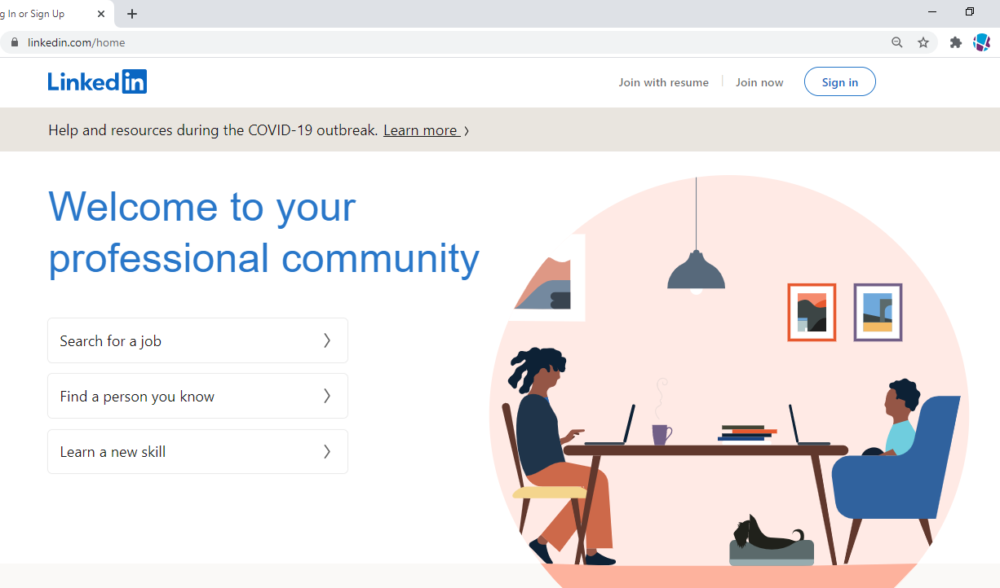 g In or Sign Up
linkedin.com/home
Linked in
Join with resume
Join now
Sign in
Help and resources during the COVID-19 outbreak. Learn more
Welcome to your
professional community
Search for a job
Find a person you know
Learn a new skill